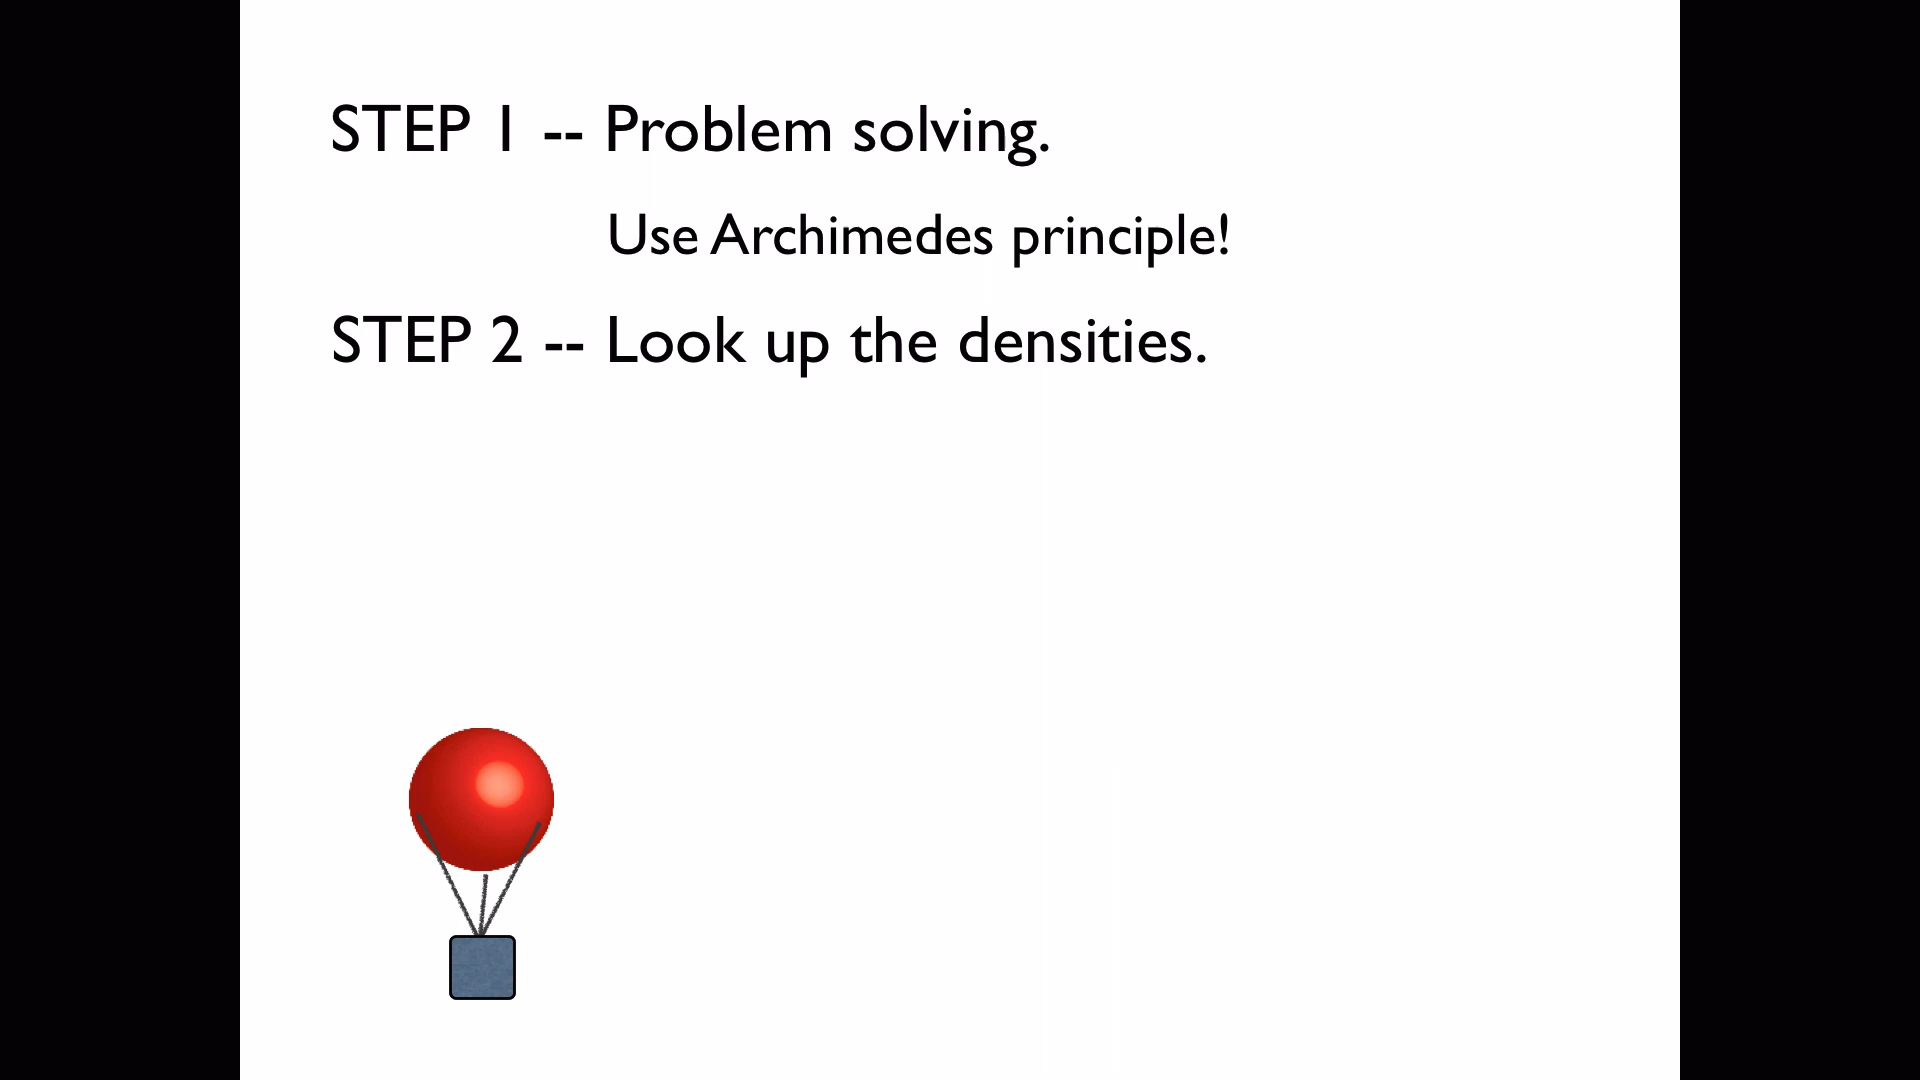 STEP 1 -- Problem solving.
Use Archimedes principle!
STEP 2 -- Look up the densities.